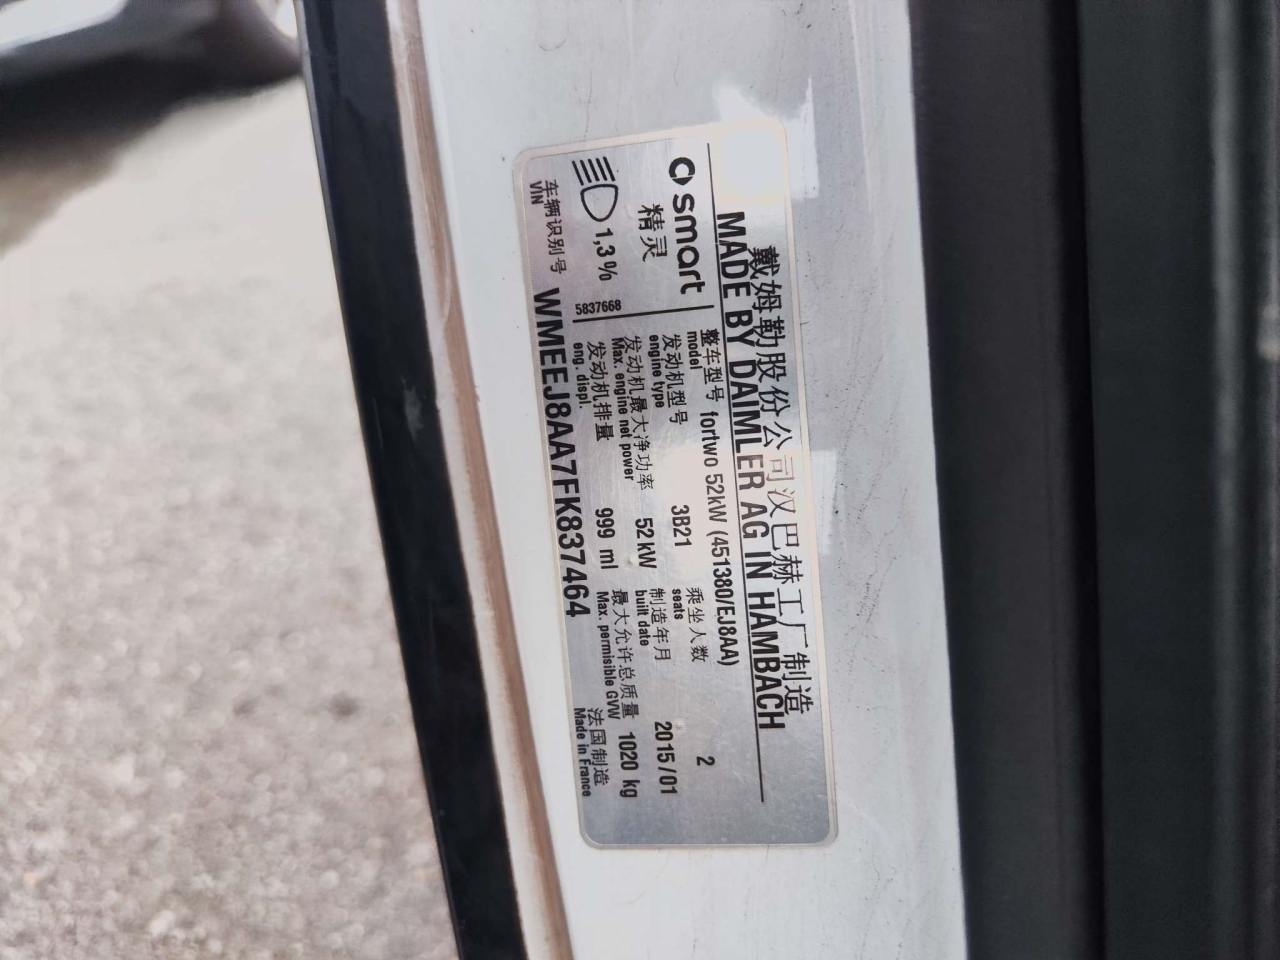 戴姆勒股份公司汉巴赫工厂制造
MADE BY DAIMLER AG IN HAMBACH
smart
精灵
1,3 %
5837668
整车型号 fortwo 52kW (451380/EJ8AA)
model
发动机型号 3B21
engine type
乘坐人数 2
seats
发动机最大净功率 52 kW
Max. engine net power
制造年月 2015/01
built date
发动机排量 999 ml
eng. displ.
最大允许总质量 1020 kg
Max. permisible GVW
车辆识别号 WMEEJ8AA7FK837464
VIN
法国制造
Made in France